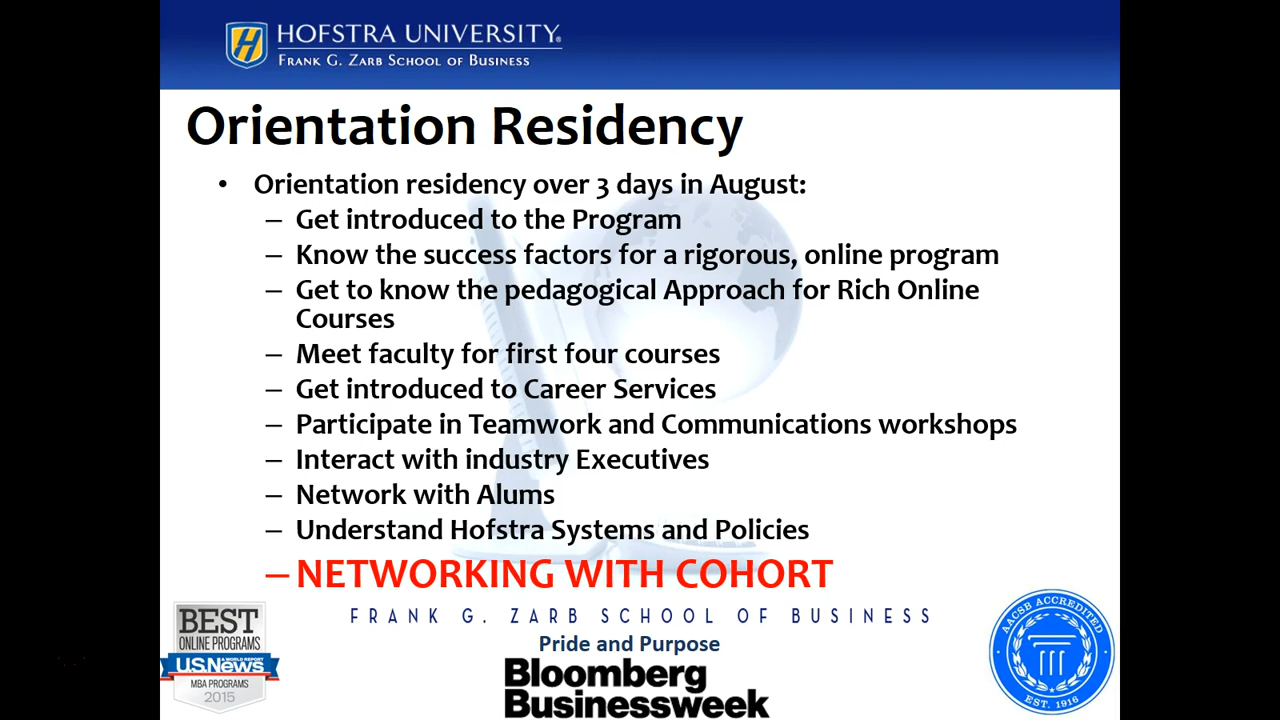 HOFSTRA UNIVERSITY®
FRANK G. ZARB SCHOOL OF BUSINESS
Orientation Residency
• Orientation residency over 3 days in August:
– Get introduced to the Program
– Know the success factors for a rigorous, online program
– Get to know the pedagogical Approach for Rich Online
Courses
– Meet faculty for first four courses
– Get introduced to Career Services
– Participate in Teamwork and Communications workshops
– Interact with industry Executives
– Network with Alums
– Understand Hofstra Systems and Policies
– NETWORKING WITH COHORT
FRANK G. ZARB SCHOOL OF BUSINESS
Pride and Purpose
Bloomberg
Businessweek
BEST
ONLINE PROGRAMS
U.S.News
& WORLD REPORT
MBA PROGRAMS
2015
AACSB ACCREDITED
EST. 1916